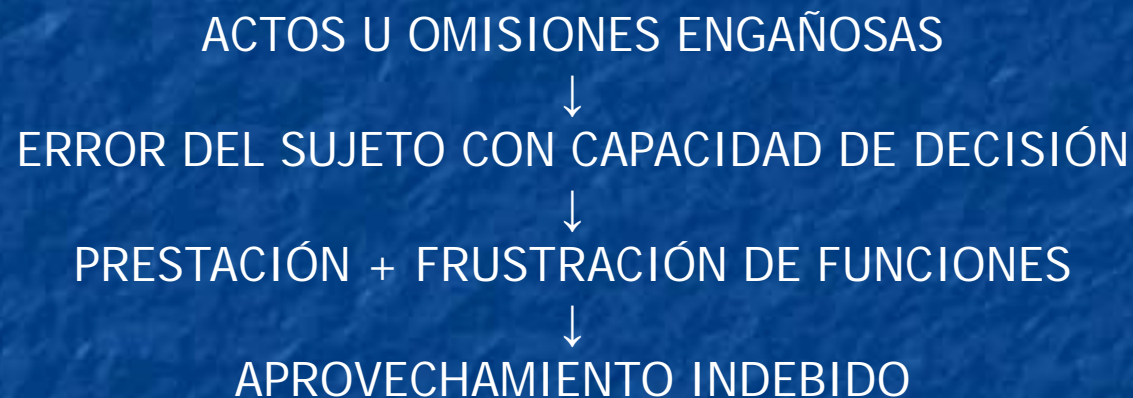 ACTOS U OMISIONES ENGAÑOSAS
↓
ERROR DEL SUJETO CON CAPACIDAD DE DECISIÓN
↓
PRESTACIÓN + FRUSTRACIÓN DE FUNCIONES
↓
APROVECHAMIENTO INDEBIDO